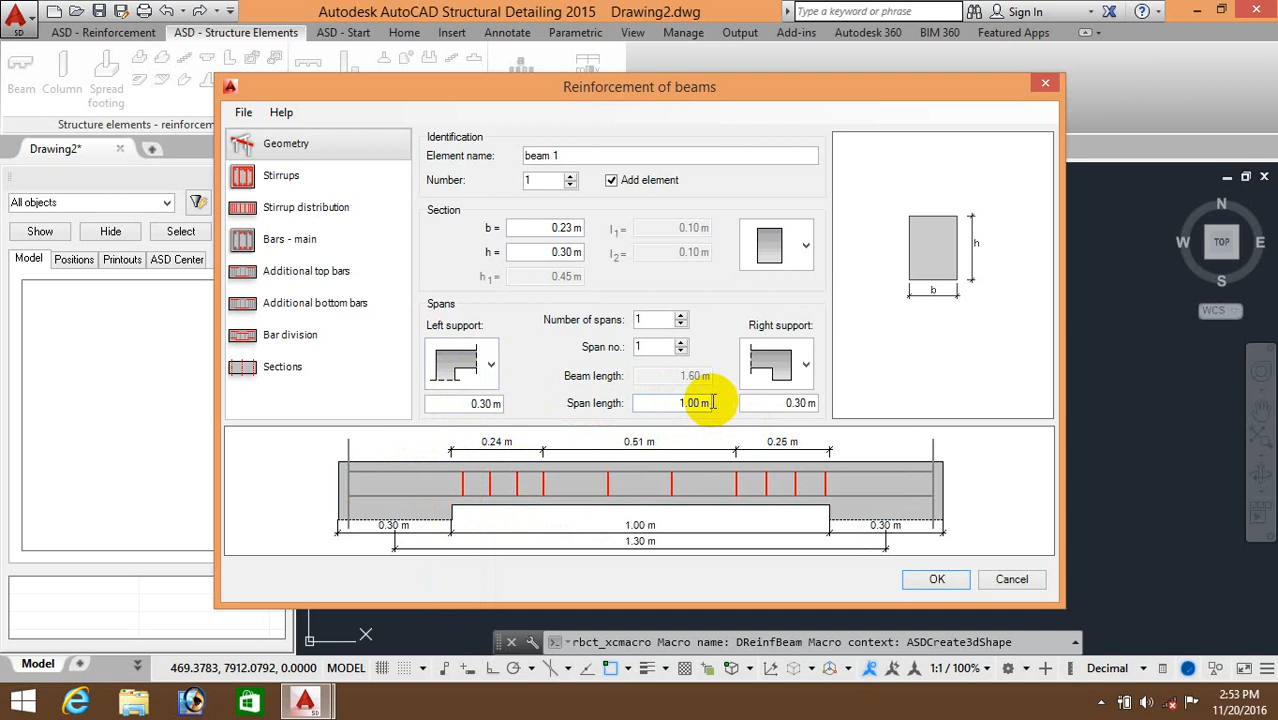 Autodesk AutoCAD Structural Detailing 2015 Drawing2.dwg
Type a keyword or phrase
Sign In
SD
ASD - Reinforcement
ASD - Structure Elements
ASD - Start
Home
Insert
Annotate
Parametric
View
Manage
Output
Add-ins
Autodesk 360
BIM 360
Featured Apps
Beam
Column
Spread
footing
Structure elements - reinforcem
Drawing2*
All objects
Show
Hide
Select
Model
Positions
Printouts
ASD Center
Reinforcement of beams
File
Help
Geometry
Stirrups
Stirrup distribution
Bars - main
Additional top bars
Additional bottom bars
Bar division
Sections
Identification
Element name: beam 1
Number: 1
Add element
Section
b = 0.23 m
l1= 0.10 m
h = 0.30 m
l2= 0.10 m
h1= 0.45 m
Spans
Left support:
0.30 m
Number of spans: 1
Span no.: 1
Beam length: 1.60 m
Span length: 1.00 m
Right support:
0.30 m
h
b
0.24 m 0.51 m 0.25 m
0.30 m 1.00 m 0.30 m
1.30 m
OK
Cancel
N
W
TOP
E
S
WCS
X
rbct_xcmacro Macro name: DReinfBeam Macro context: ASDCreate3dShape
Model
469.3783, 7912.0792, 0.0000
MODEL
1:1 / 100%
Decimal
2:53 PM
11/20/2016
SD